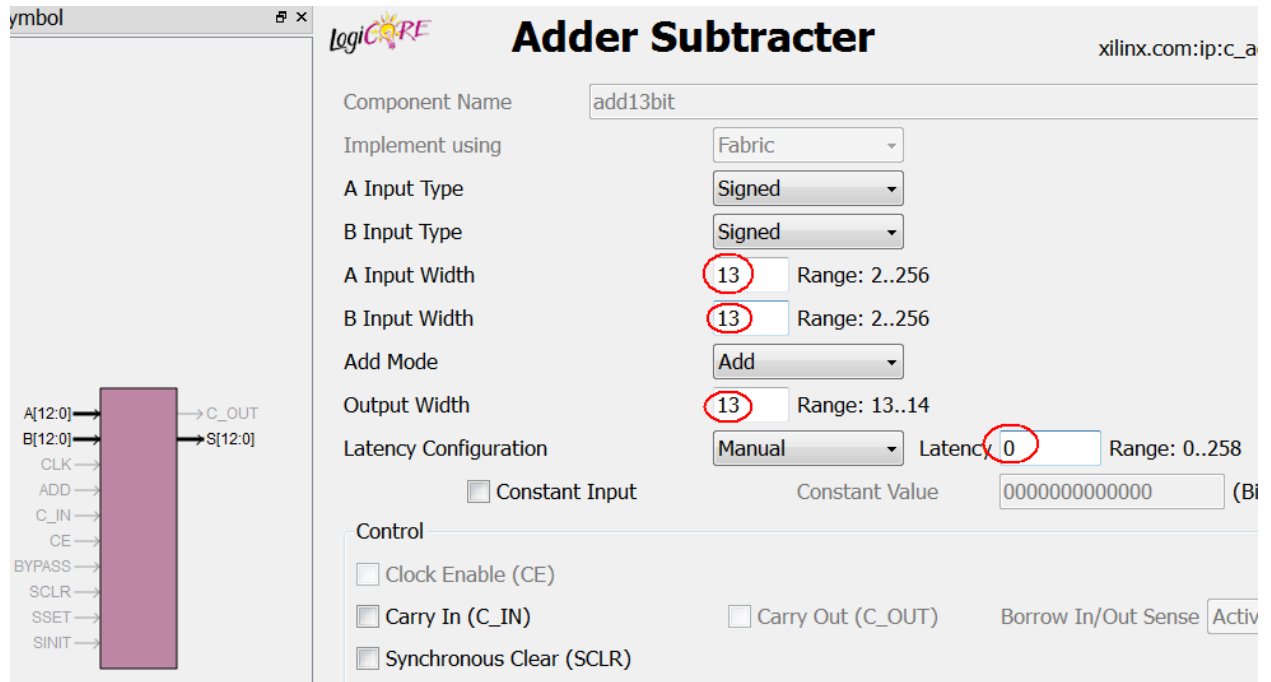 ymbol
LogiCORE
Adder Subtracter
xilinx.com:ip:c_a
Component Name add13bit
Implement using Fabric
A Input Type Signed
B Input Type Signed
A Input Width 13 Range: 2..256
B Input Width 13 Range: 2..256
Add Mode Add
Output Width 13 Range: 13..14
Latency Configuration Manual Latency 0 Range: 0..258
Constant Input Constant Value 0000000000000 (Bi
Control
Clock Enable (CE)
Carry In (C_IN) Carry Out (C_OUT) Borrow In/Out Sense Activ
Synchronous Clear (SCLR)
A[12:0] C_OUT
B[12:0] S[12:0]
CLK
ADD
C_IN
CE
BYPASS
SCLR
SSET
SINIT